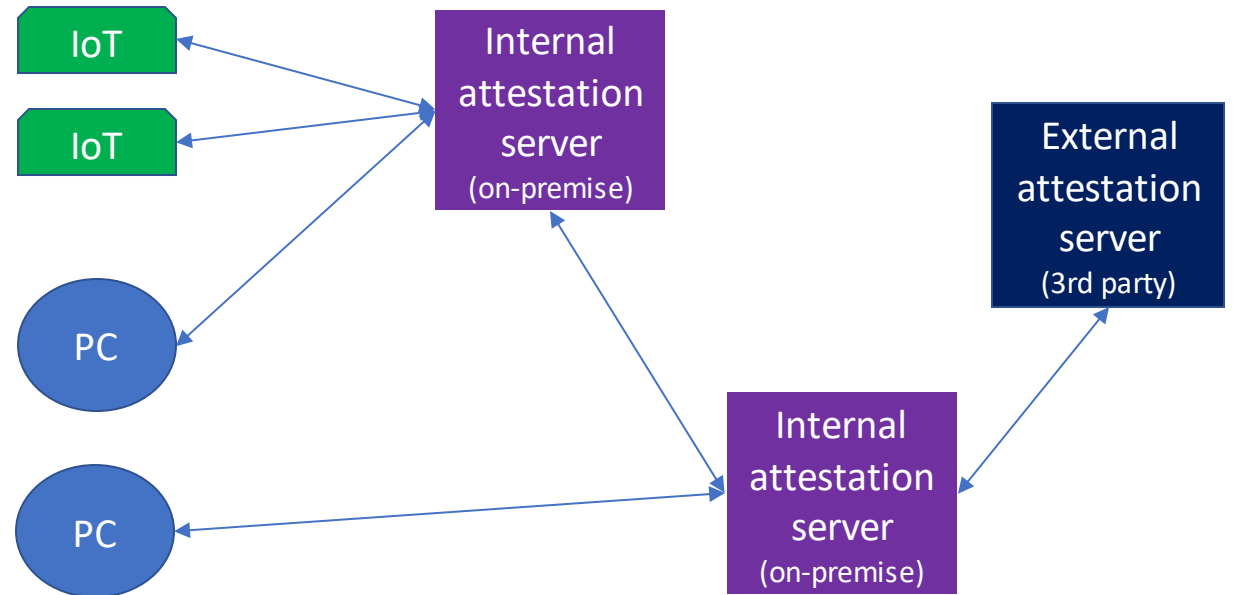 IoT
IoT
PC
PC
Internal
attestation
server
(on-premise)
Internal
attestation
server
(on-premise)
External
attestation
server
(3rd party)